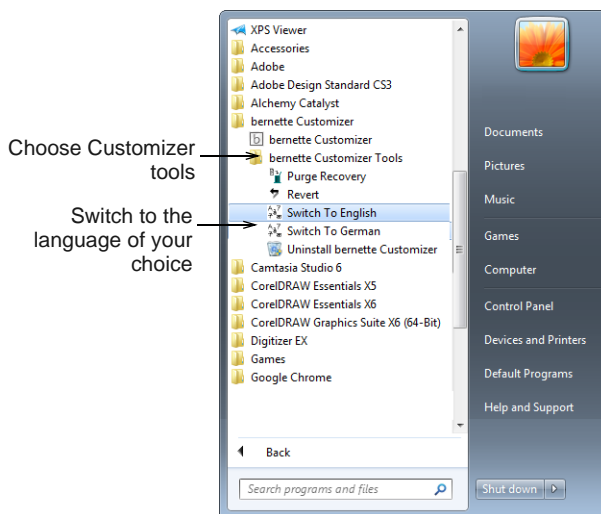 XPS Viewer
Accessories
Adobe
Adobe Design Standard CS3
Alchemy Catalyst
bernette Customizer
bernette Customizer
bernette Customizer Tools
Purge Recovery
Revert
Switch To English
Switch To German
Uninstall bernette Customizer
Camtasia Studio 6
CorelDRAW Essentials X5
CorelDRAW Essentials X6
CorelDRAW Graphics Suite X6 (64-Bit)
Digitizer EX
Games
Google Chrome
Back
Search programs and files
Choose Customizer
tools
Switch to the
language of your
choice
Documents
Pictures
Music
Games
Computer
Control Panel
Devices and Printers
Default Programs
Help and Support
Shut down